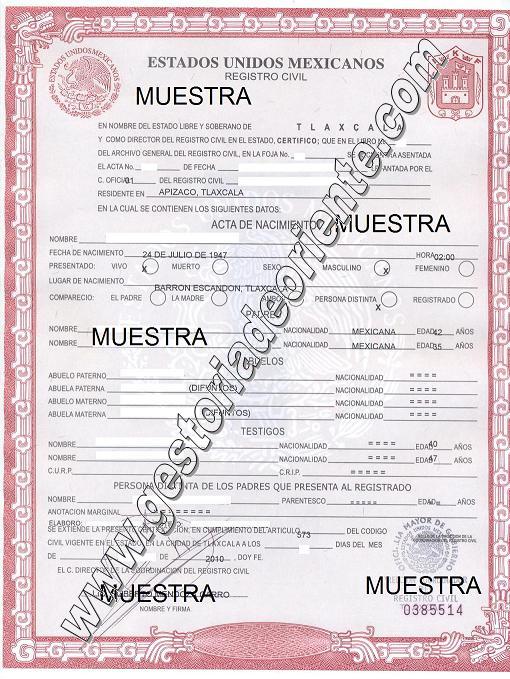 ESTADOS UNIDOS MEXICANOS
ESTADOS UNIDOS MEXICANOS
REGISTRO CIVIL
MUESTRA
EN NOMBRE DEL ESTADO LIBRE Y SOBERANO DE TLAXCALA
Y COMO DIRECTOR DEL REGISTRO CIVIL EN EL ESTADO, CERTIFICO; QUE EN EL LIBRO
DEL ARCHIVO GENERAL DEL REGISTRO CIVIL, EN LA FOJA No. SE ASENTADA
EL ACTA No. DE FECHA LEVANTADA POR EL
C. OFICIAL 01 DEL REGISTRO CIVIL
RESIDENTE EN APIZACO, TLAXCALA
EN LA CUAL SE CONTIENEN LOS SIGUIENTES DATOS:
ACTA DE NACIMIENTO
MUESTRA
NOMBRE
FECHA DE NACIMIENTO 24 DE JULIO DE 1947 HORA 02:00
PRESENTADO: VIVO X MUERTO SEXO MASCULINO X FEMENINO
LUGAR DE NACIMIENTO BARRON ESCANDON, TLAXCALA
COMPARECIO: EL PADRE LA MADRE AMBOS PERSONA DISTINTA X REGISTRADO
PADRES
MUESTRA
NOMBRE NACIONALIDAD MEXICANA EDAD 42 AÑOS
NOMBRE NACIONALIDAD MEXICANA EDAD 35 AÑOS
ABUELOS
ABUELO PATERNO NACIONALIDAD ====
ABUELA PATERNA (DIFUNTOS) NACIONALIDAD ====
ABUELO MATERNO NACIONALIDAD ====
ABUELA MATERNA (DIFUNTOS) NACIONALIDAD ====
TESTIGOS
NOMBRE NACIONALIDAD ==== EDAD 40 AÑOS
NOMBRE NACIONALIDAD ==== EDAD 47 AÑOS
C.U.R.P. C.R.I.P. =====
PERSONA DISTINTA DE LOS PADRES QUE PRESENTA AL REGISTRADO
NOMBRE PARENTESCO ==== EDAD = AÑOS
ANOTACION MARGINAL =====
ELABORO:
SE EXTIENDE LA PRESENTE EN CUMPLIMIENTO DEL ARTICULO 573 DEL CODIGO
CIVIL VIGENTE EN EL ESTADO, EN LA CIUDAD DE TLAXCALA A LOS DIAS DEL MES
DE DE 2010 . DOY FE.
EL C. DIRECTOR DE LA COORDINACION DEL REGISTRO CIVIL
OFICIALIA MAYOR DE GOBIERNO
MUESTRA
MUESTRA
REGISTRO CIVIL
0385514
NOMBRE Y FIRMA.
www.gestoriadeoriente.com